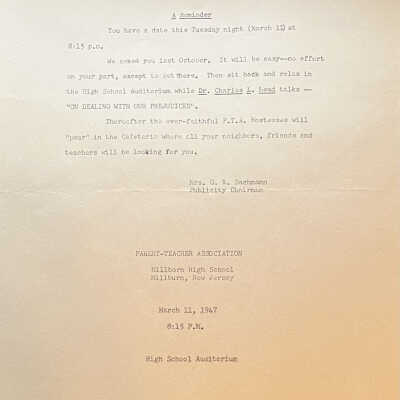 A Reminder
You have a date this Tuesday night (March 11) at
8:15 p.m.
We asked you last October. It will be easy--no effort
on your part, except to get there. Then sit back and relax in
the High School Auditorium while Dr. Charles L. talks --
"ON DEALING WITH OUR PREJUDICES".
Thereafter the ever-faithful P.T.A. Hostesses will
"pour" in the Cafeteria where all your neighbors, friends and
teachers will be looking for you.
Mrs. G. Bachmann
Publicity Chairman
PARENT-TEACHER ASSOCIATION
Millburn High School
Millburn, New Jersey
March 11, 1947
8:15 P.M.
High School Auditorium